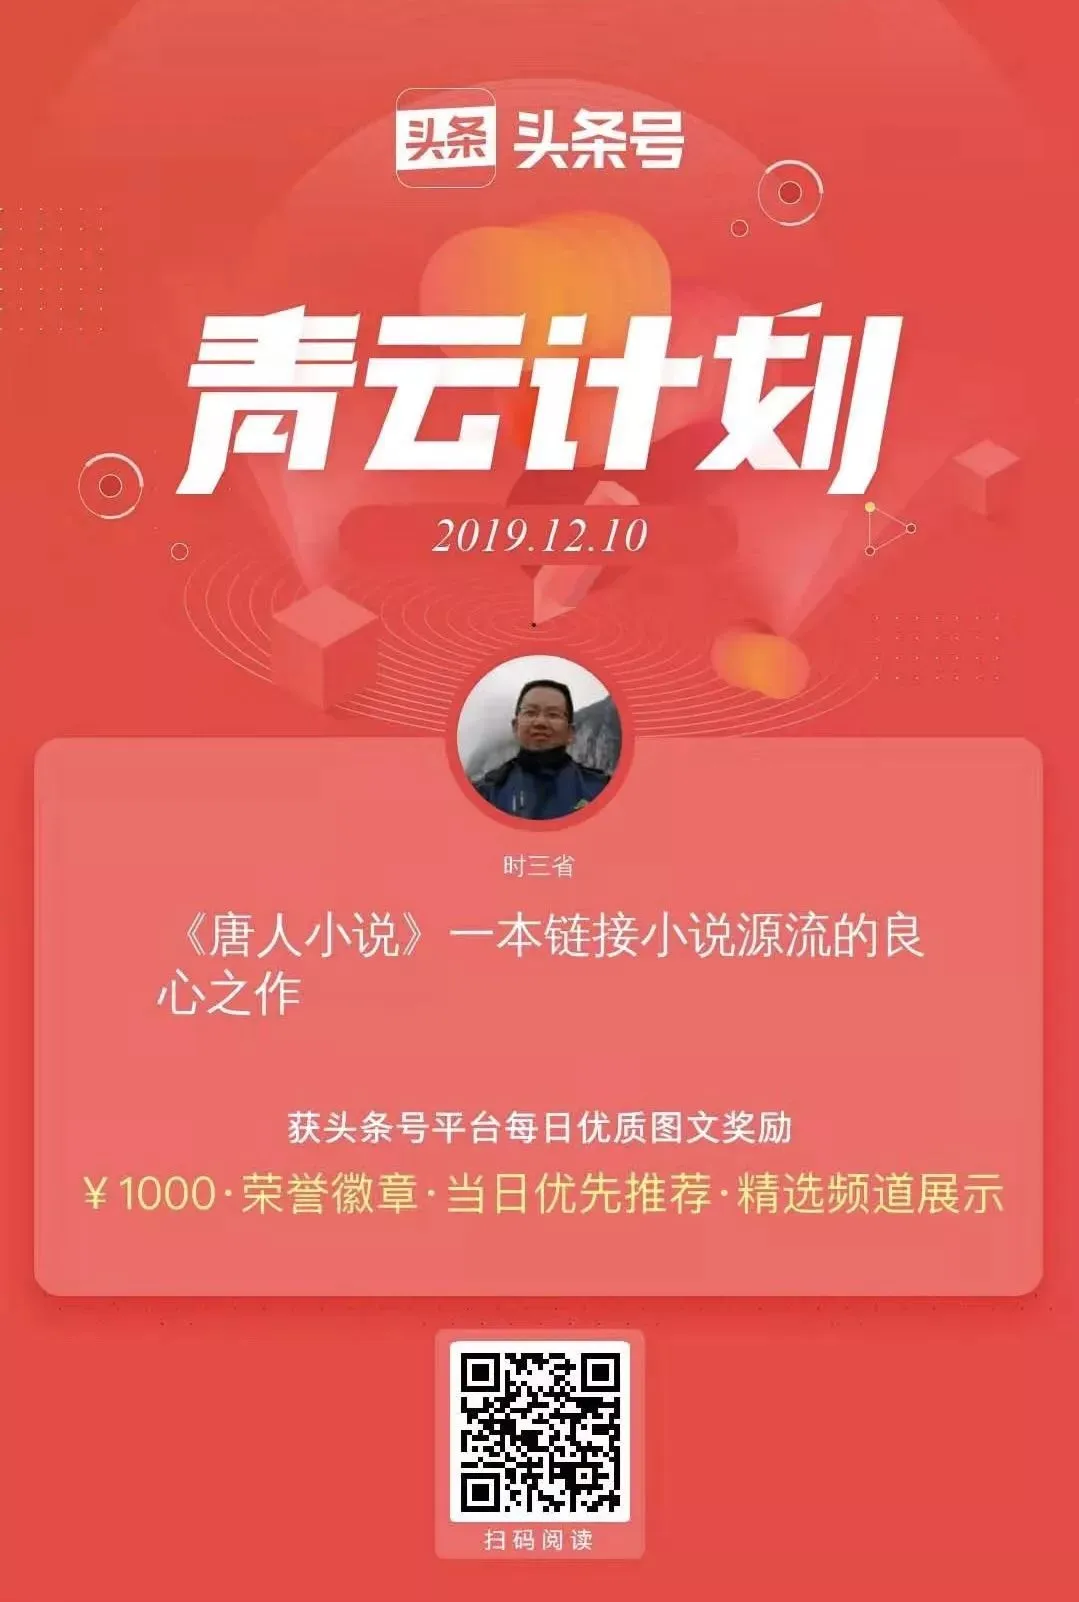 头条 头条号
青云计划
2019.12.10
时三省
《唐人小说》一本链接小说源流的良
心之作
获头条号平台每日优质图文奖励
￥1000·荣誉徽章·当日优先推荐·精选频道展示
扫码阅读